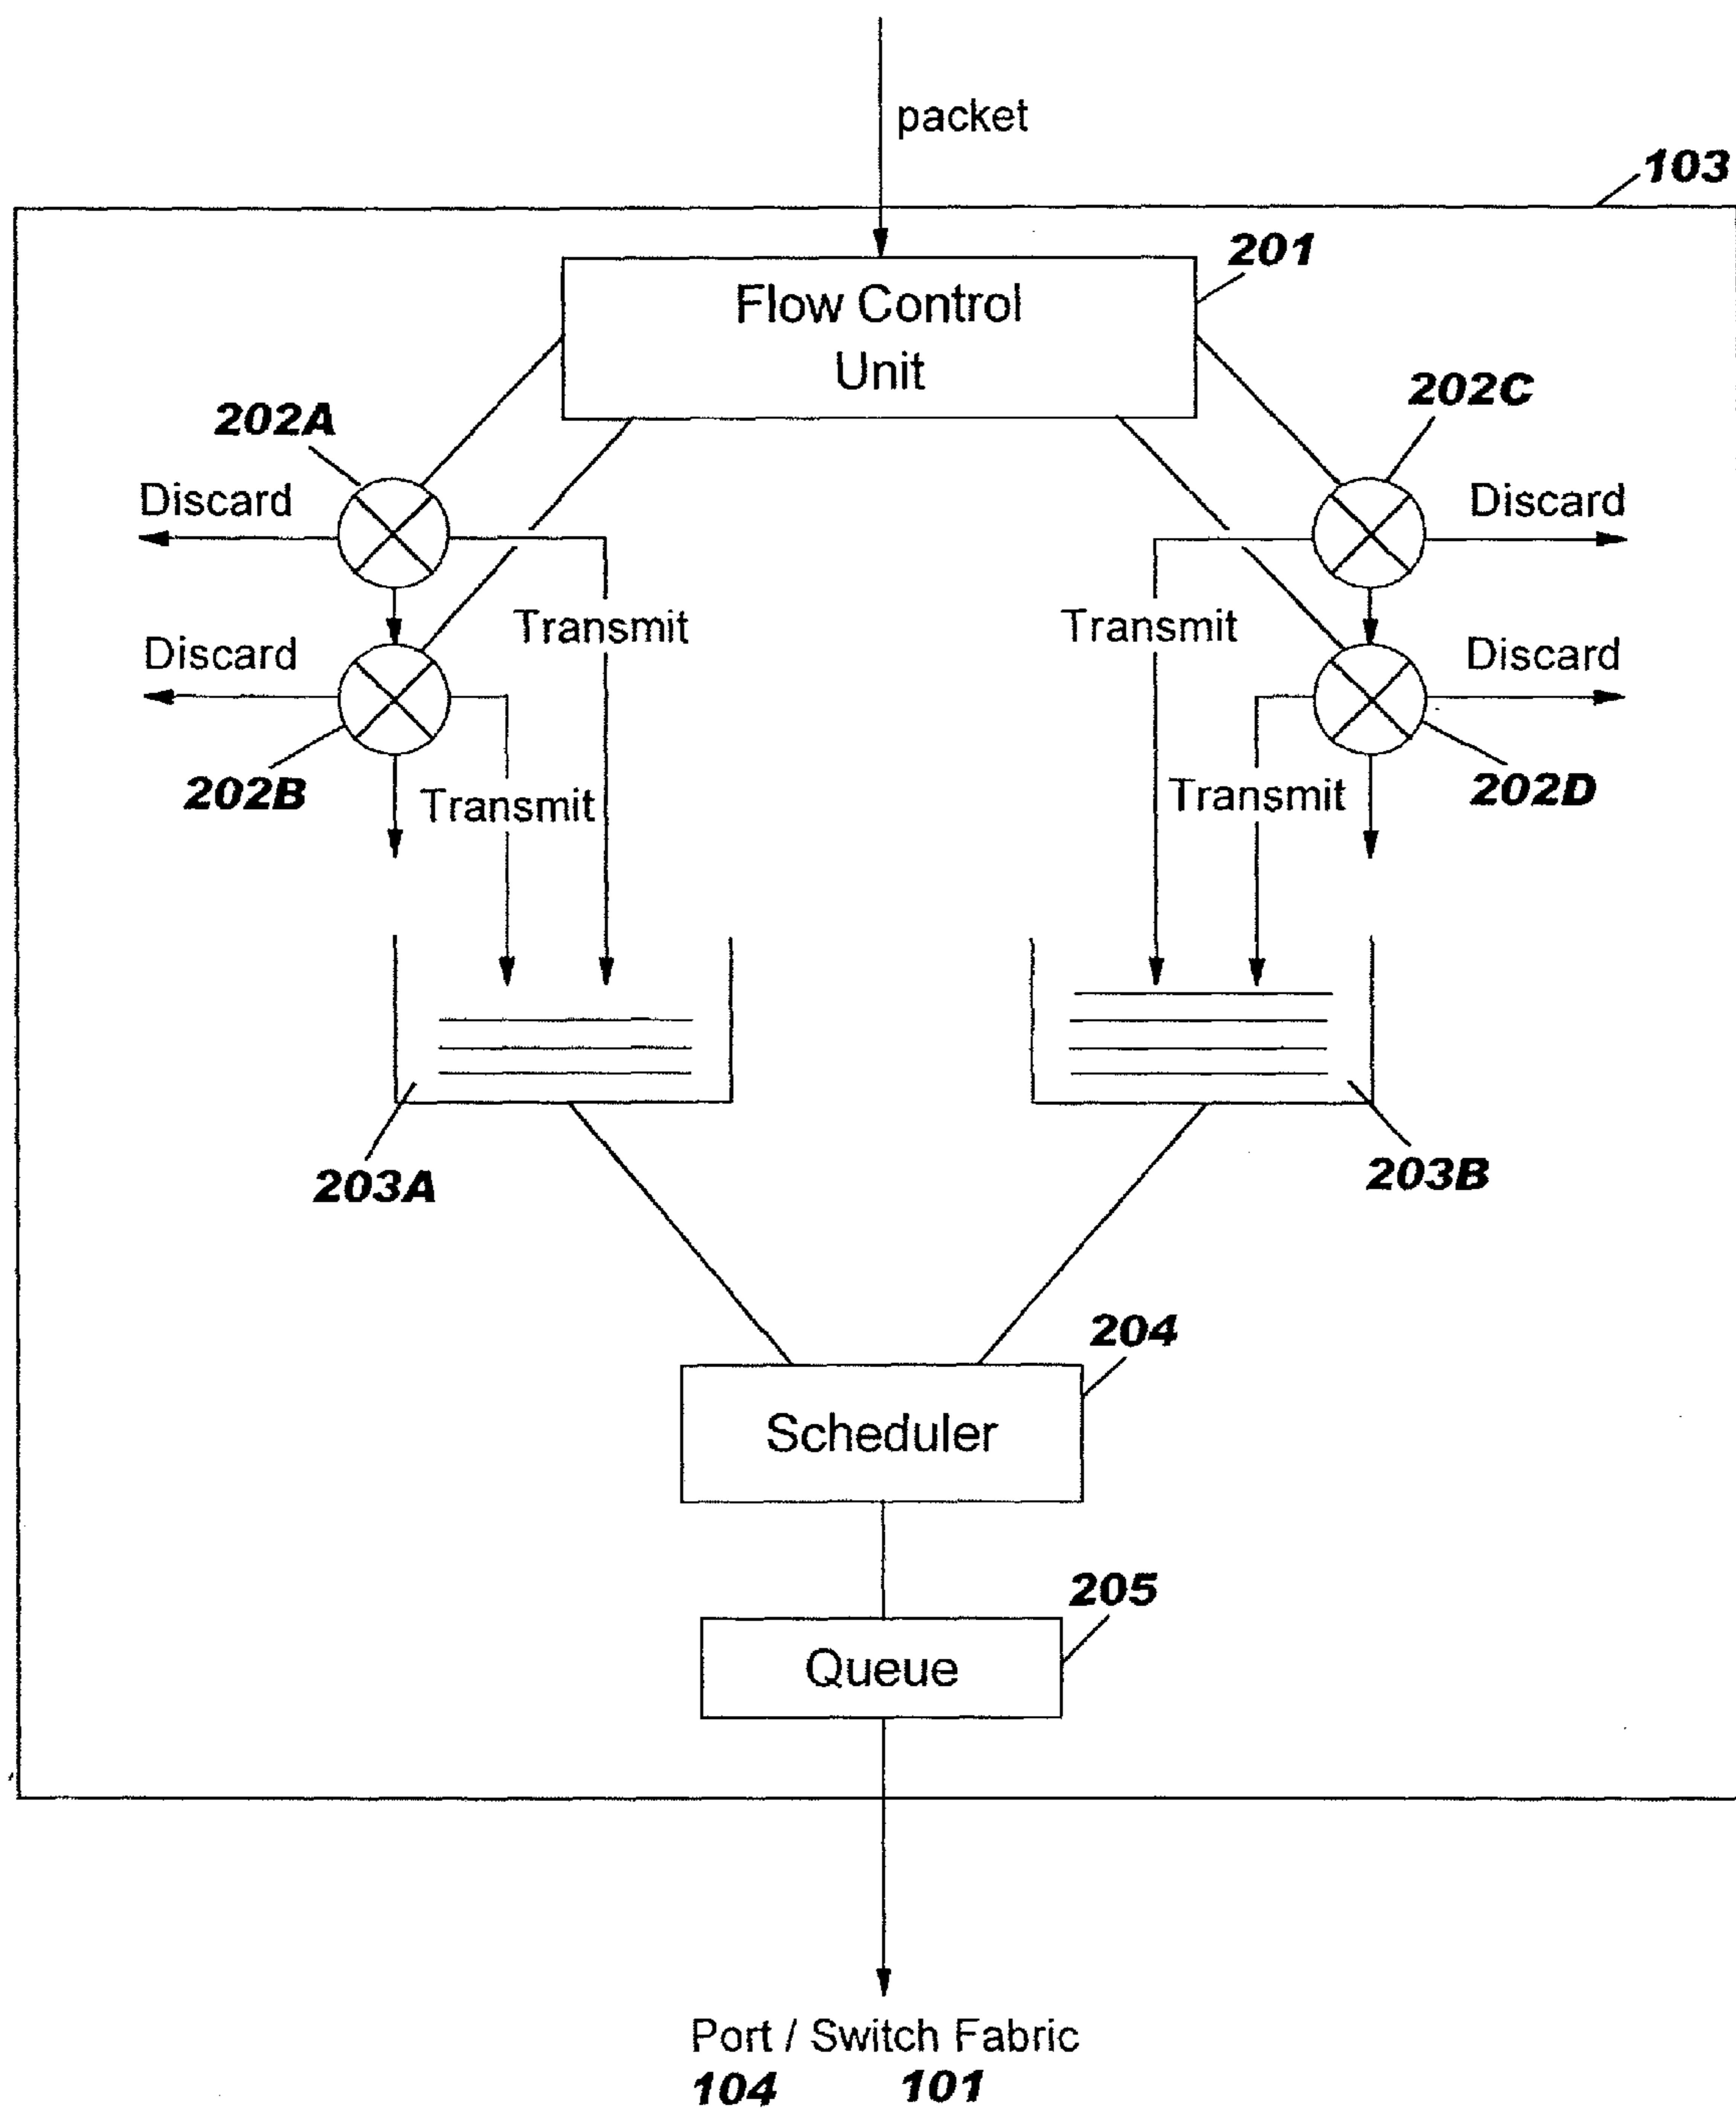 packet
103
201
Flow Control
Unit
202A
202C
Discard
Discard
Transmit
Transmit
Discard
Discard
202B
Transmit
Transmit
202D
203A
203B
204
Scheduler
205
Queue
Port / Switch Fabric
104 101